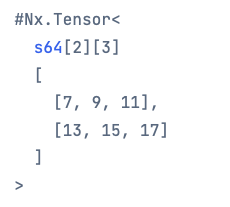 #Nx.Tensor<
  s64[2][3]
  [
    [7, 9, 11],
    [13, 15, 17]
  ]
>